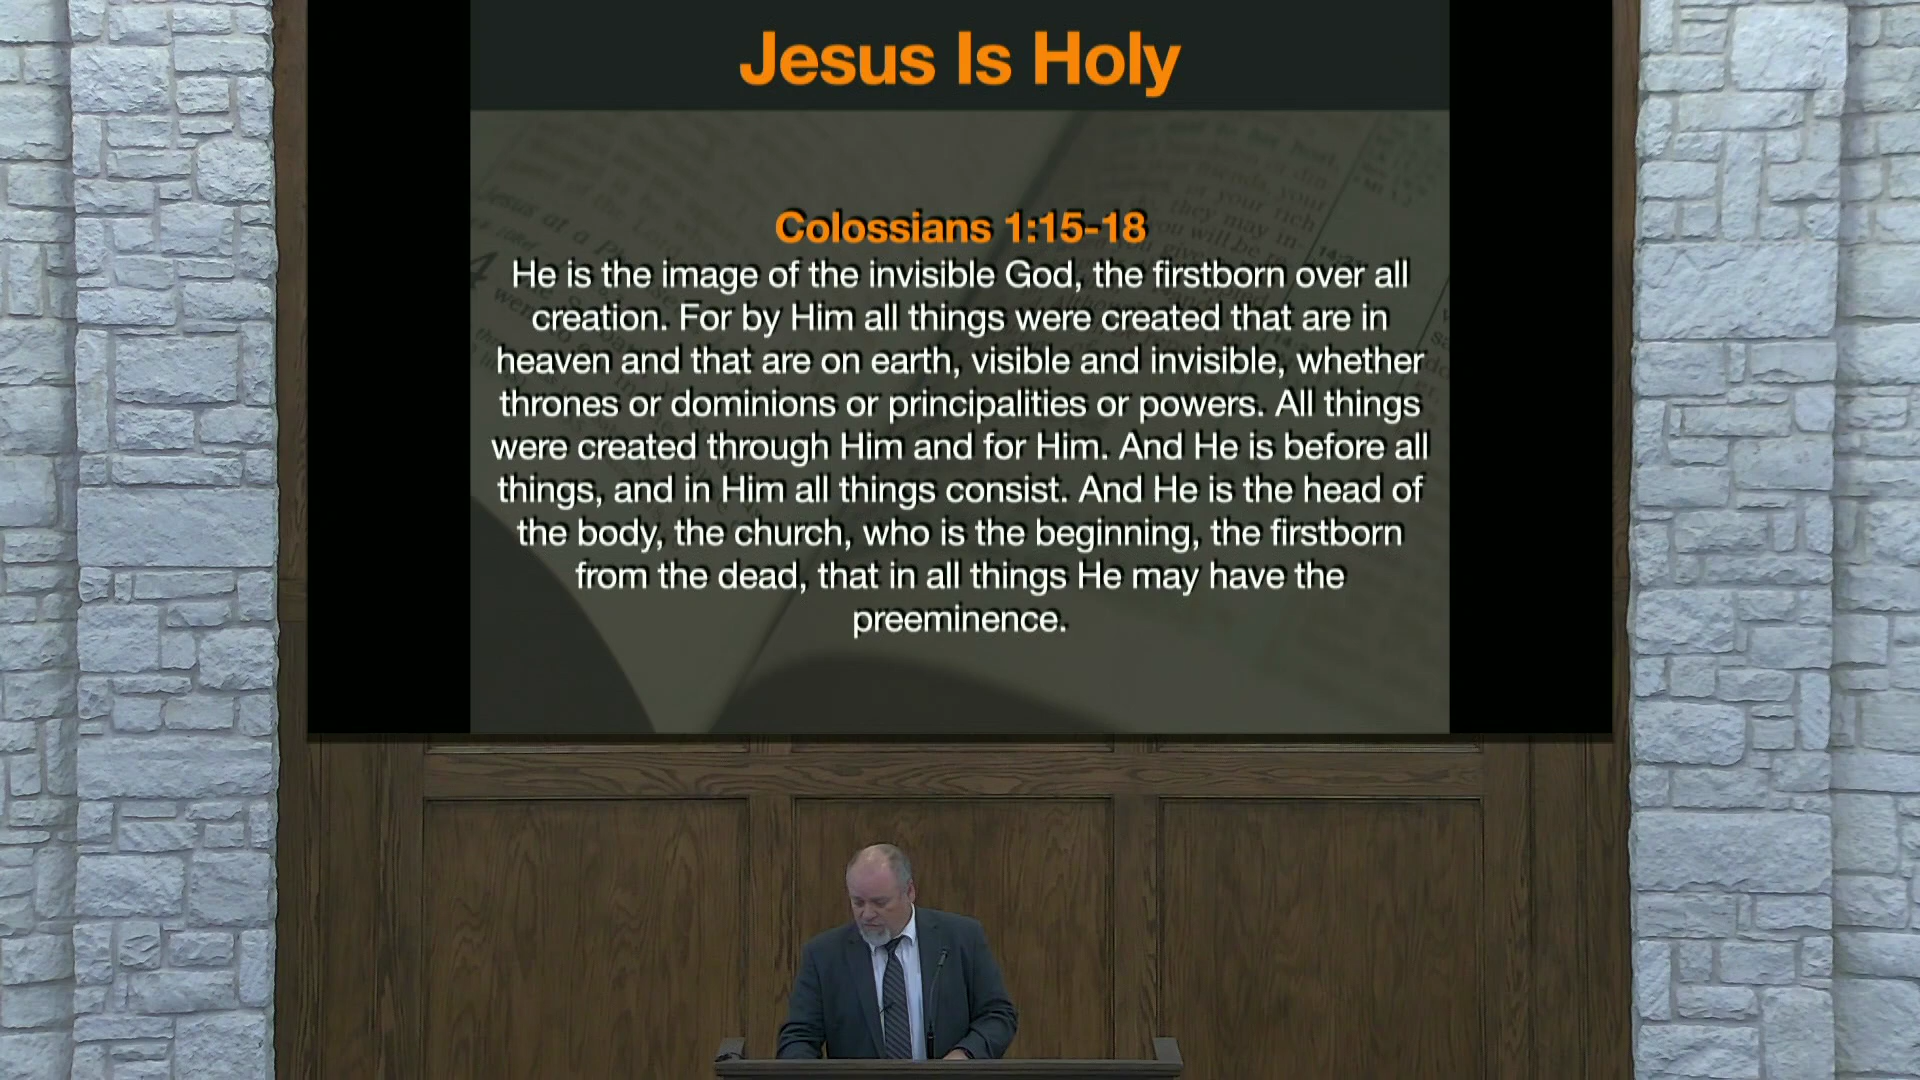 Jesus Is Holy
Colossians 1:15-18
He is the image of the invisible God, the firstborn over all
creation. For by Him all things were created that are in
heaven and that are on earth, visible and invisible, whether
thrones or dominions or principalities or powers. All things
were created through Him and for Him. And He is before all
things, and in Him all things consist. And He is the head of
the body, the church, who is the beginning, the firstborn
from the dead, that in all things He may have the
preeminence.